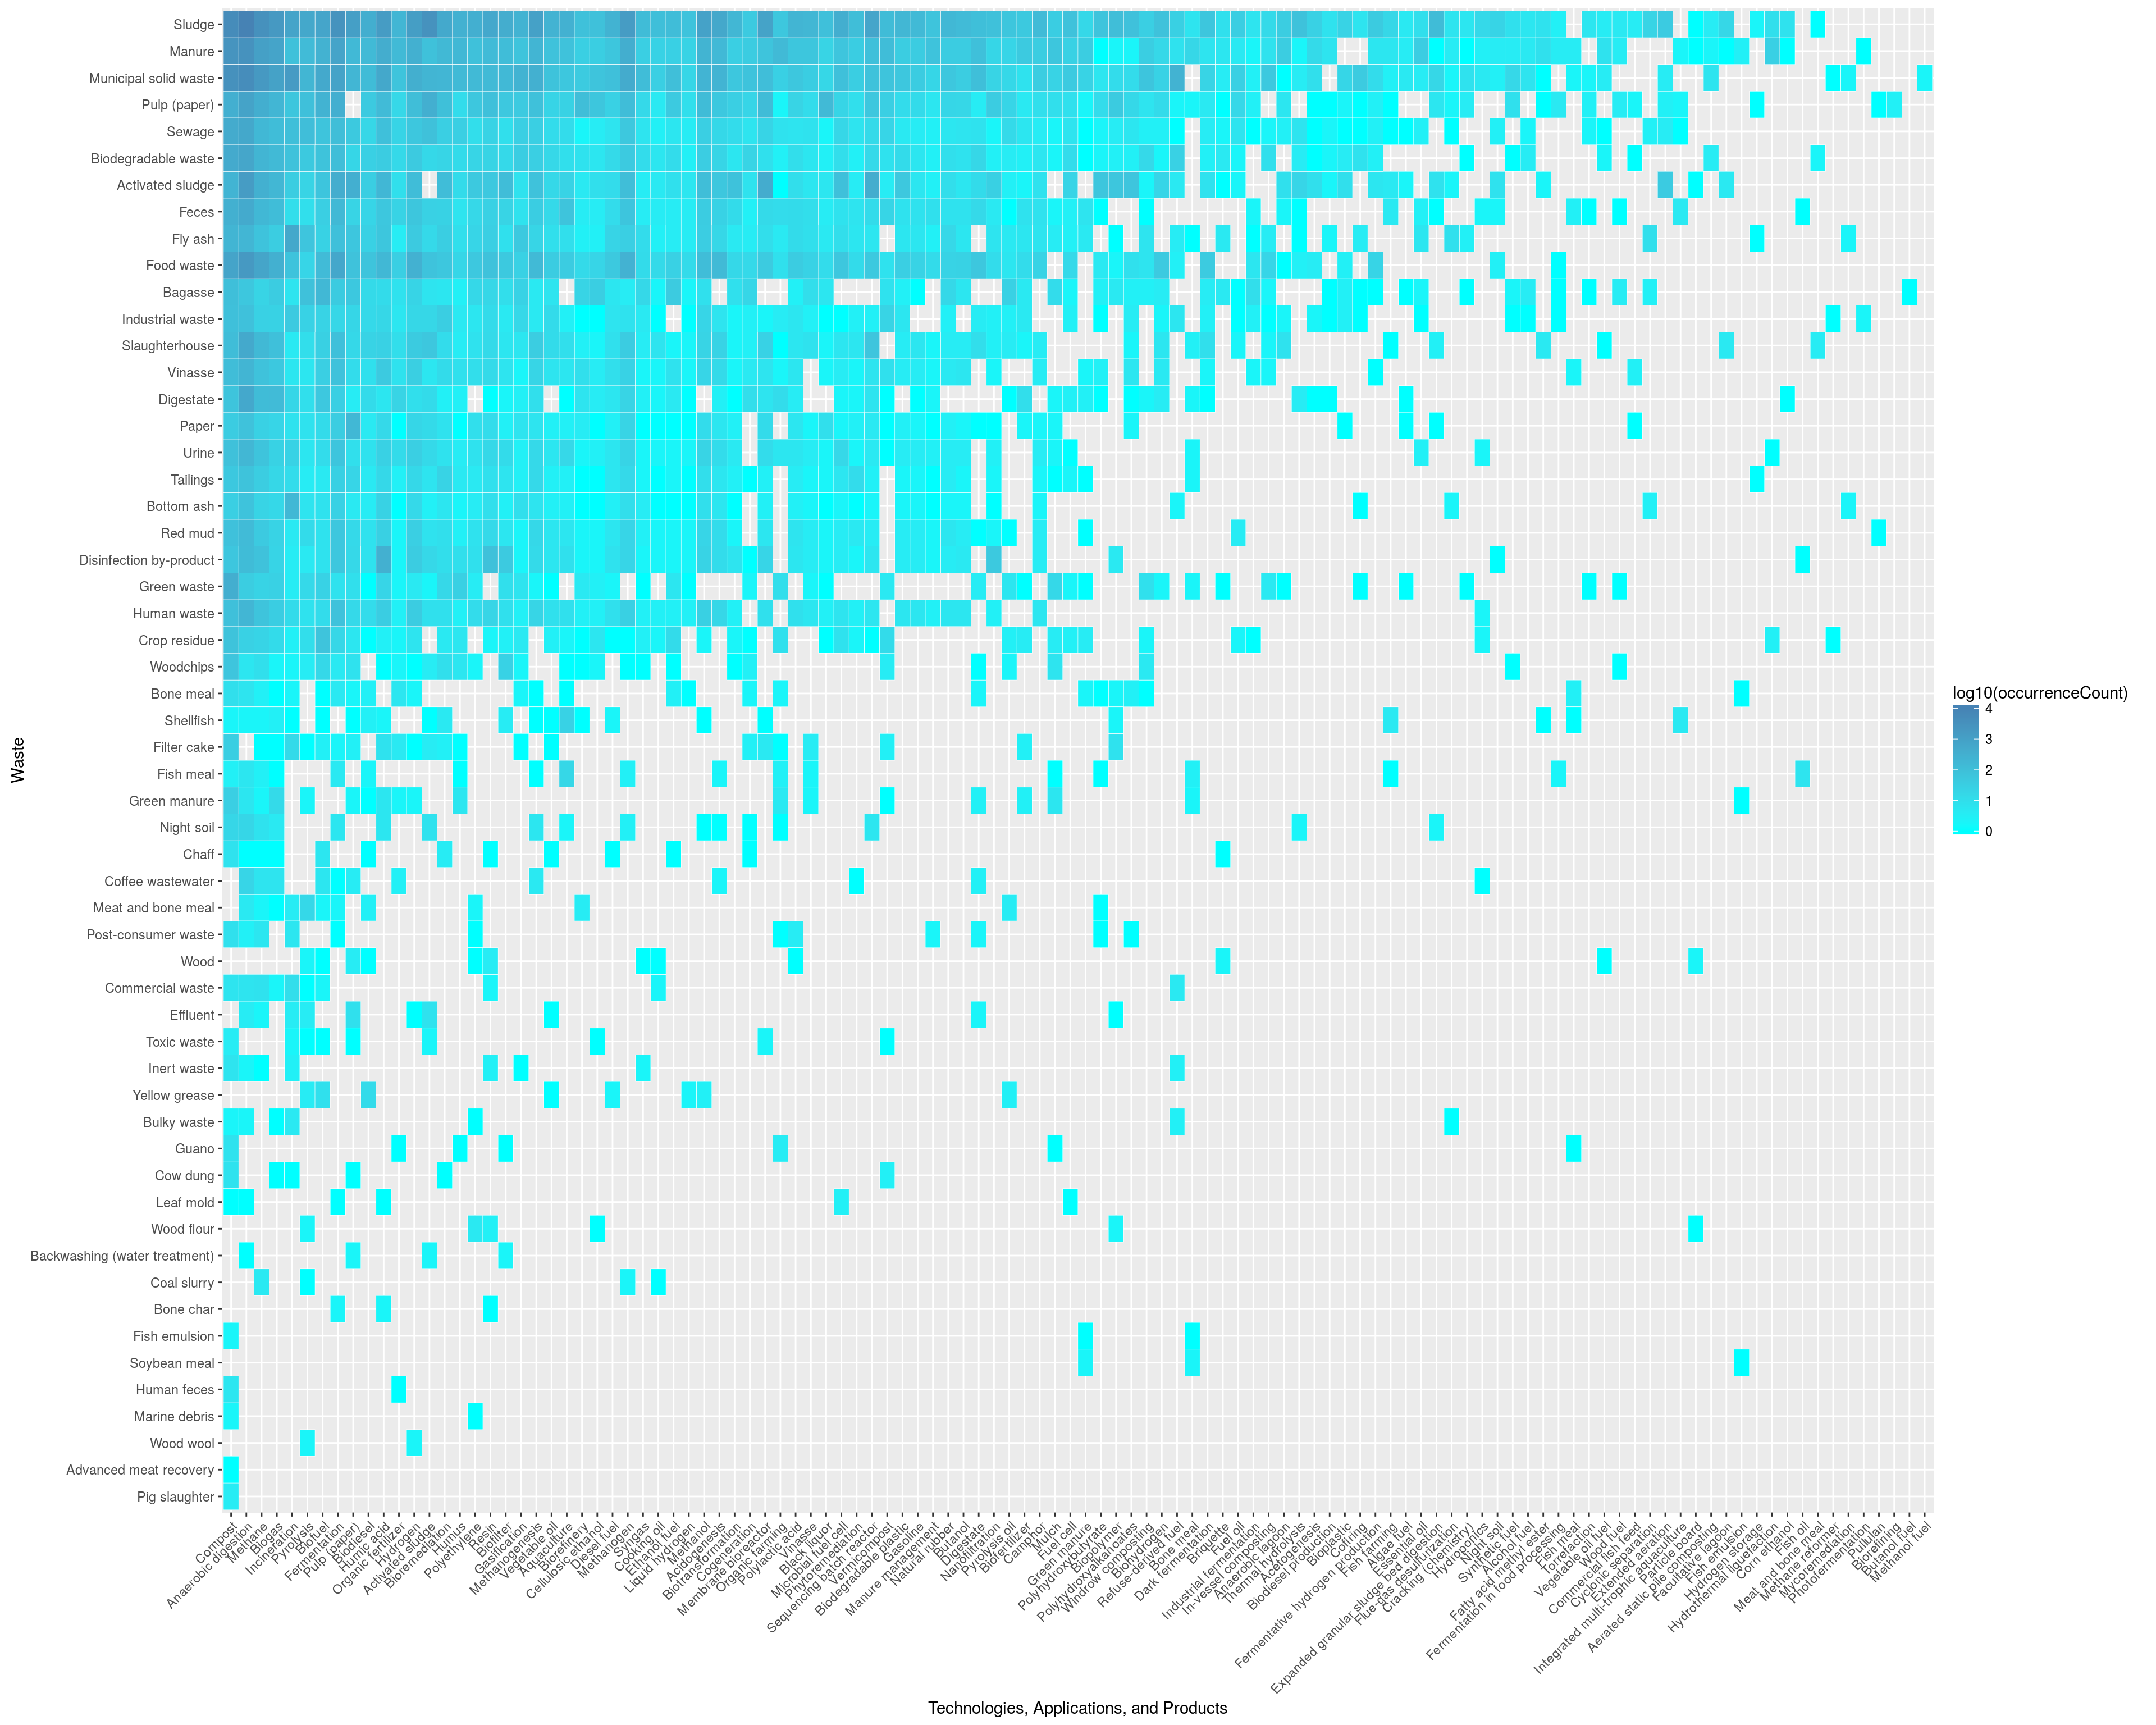 Sludge
Manure
Municipal solid waste
Pulp (paper)
Sewage
Biodegradable waste
Activated sludge
Feces
Fly ash
Food waste
Bagasse
Industrial waste
Slaughterhouse
Vinasse
Digestate
Paper
Urine
Tailings
Bottom ash
Red mud
Disinfection by-product
Green waste
Human waste
Crop residue
Woodchips
Bone meal
Shellfish
Filter cake
Fish meal
Green manure
Night soil
Chaff
Coffee wastewater
Meat and bone meal
Post-consumer waste
Wood
Commercial waste
Effluent
Toxic waste
Inert waste
Yellow grease
Bulky waste
Guano
Cow dung
Leaf mold
Wood flour
Backwashing (water treatment)
Coal slurry
Bone char
Fish emulsion
Soybean meal
Human feces
Marine debris
Wood wool
Advanced meat recovery
Pig slaughter
Waste
log10(occurrenceCount)
4
3
2
1
0
Compost
Anaerobic digestion
Methane
Biogas
Incineration
Pyrolysis
Biofuel
Fermentation
Pulp (paper)
Biodiesel
Humic acid
Organic fertilizer
Hydrogen
Activated sludge
Bioremediation
Humus
Polyethylene
Resin
Biofilter
Gasification
Methanogenesis
Vegetable oil
Aquaculture
Biorefinery
Cellulosic ethanol
Diesel fuel
Methanogen
Syngas
Cooking oil
Ethanol fuel
Liquid hydrogen
Methanol
Acidogenesis
Biotransformation
Cogeneration
Membrane bioreactor
Organic farming
Polylactic acid
Vinasse
Black liquor
Microbial fuel cell
Phytoremediation
Sequencing batch reactor
Vermicompost
Biodegradable plastic
Gasoline
Manure management
Natural rubber
Butanol
Digestate
Nanofiltration
Pyrolysis oil
Biofertilizer
Camphor
Mulch
Fuel cell
Green manure
Polyhydroxybutyrate
Biopolymer
Polyhydroxyalkanoates
Windrow composting
Biohydrogen
Refuse-derived fuel
Bone meal
Dark fermentation
Briquette
Fuel oil
Industrial fermentation
In-vessel composting
Anaerobic lagoon
Thermal hydrolysis
Acetogenesis
Biodiesel production
Bioplastic
Cofiring
Fermentative hydrogen production
Fish farming
Algae fuel
Essential oil
Expanded granular sludge bed digestion
Flue-gas desulfurization
Cracking (chemistry)
Hydroponics
Night soil
Synthetic fuel
Alcohol fuel
Fatty acid methyl ester
Fermentation in food processing
Fish meal
Torrefaction
Vegetable oil fuel
Wood fuel
Commercial fish feed
Cyclonic separation
Extended aeration
Integrated multi-trophic aquaculture
Particle board
Aerated static pile composting
Facultative lagoon
Fish emulsion
Hydrogen storage
Hydrothermal liquefaction
Corn ethanol
Fish oil
Meat and bone meal
Methane reformer
Mycoremediation
Photofermentation
Pullulan
Biorefining
Butanol fuel
Methanol fuel
Technologies, Applications, and Products